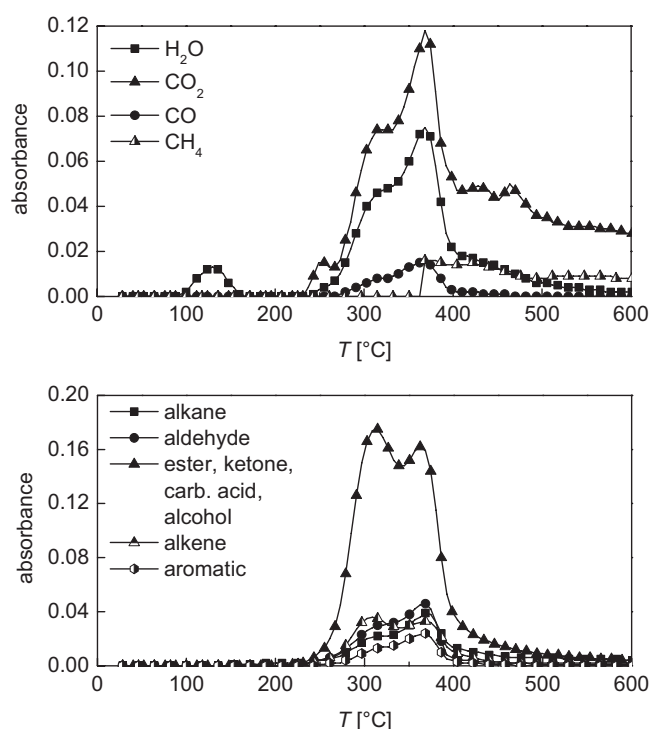 0.12
0.10
0.08
0.06
0.04
0.02
0.00
absorbance
H₂O
CO₂
CO
CH₄
0 100 200 300 400 500 600
T [°C]
0.20
0.16
0.12
0.08
0.04
0.00
absorbance
alkane
aldehyde
ester, ketone,
carb. acid,
alcohol
alkene
aromatic
0 100 200 300 400 500 600
T [°C]